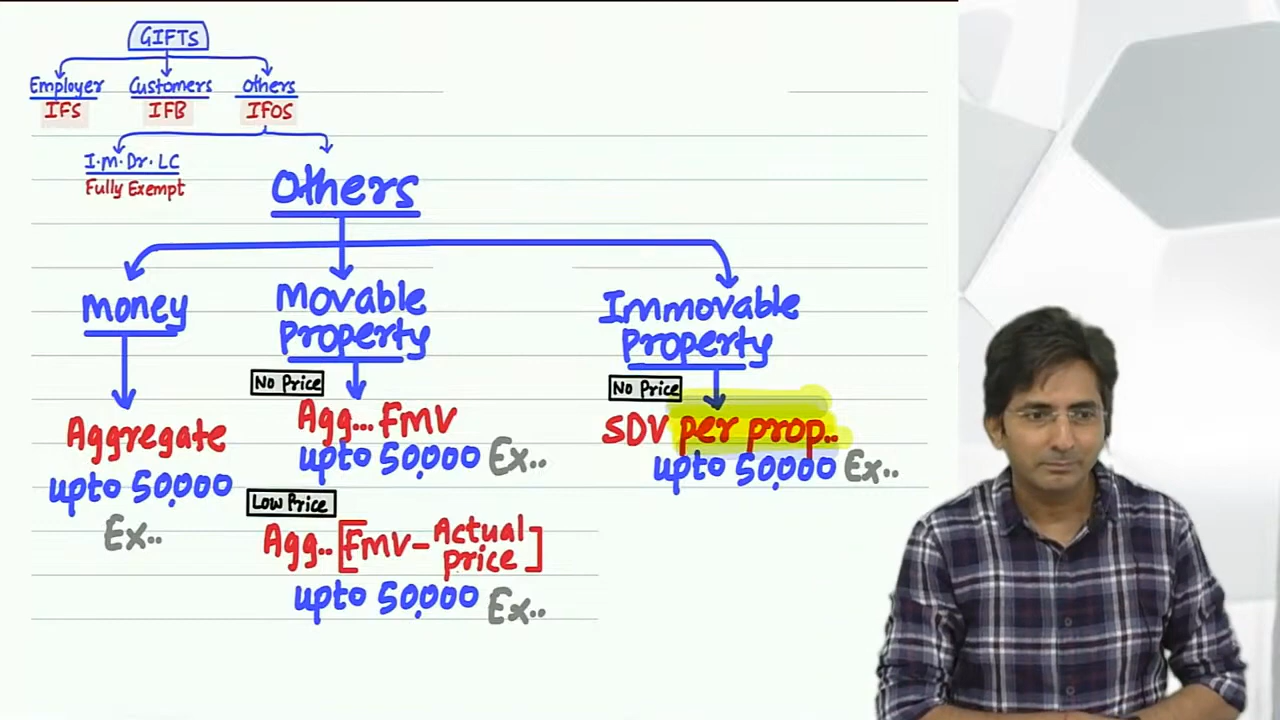 GIFTS
Employer Customers Others
IFS IFB IFOS
I.m.Dr.LC
Fully Exempt
Others
Money
Movable
Property
Immovable
Property
No Price
Agg... FMV
upto 50,000 Ex..
No Price
SDV per prop..
upto 50,000 Ex..
Aggregate
upto 50,000
Ex..
Low Price
Agg.. [FMV - Actual
price]
upto 50,000 Ex..